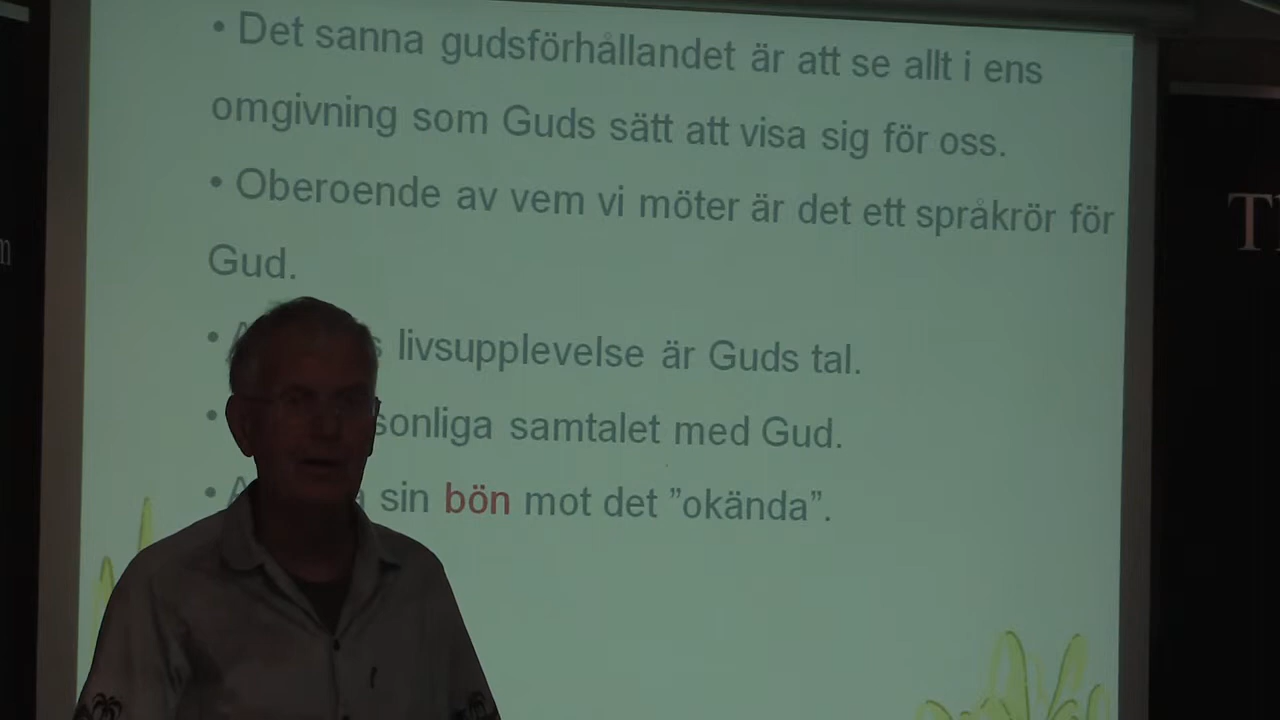 • Det sanna gudsförhållandet är att se allt i ens
omgivning som Guds sätt att visa sig för oss.
• Oberoende av vem vi möter är det ett språkrör för
Gud.
• livsupplevelse är Guds tal.
• samtalet med Gud.
• sin bön mot det ”okända”.